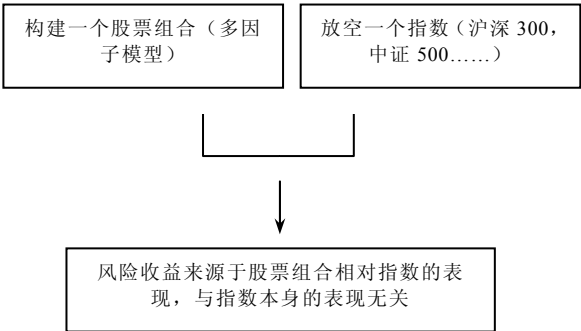 构建一个股票组合（多因
子模型）
放空一个指数（沪深 300，
中证 500……）
风险收益来源于股票组合相对指数的表
现，与指数本身的表现无关